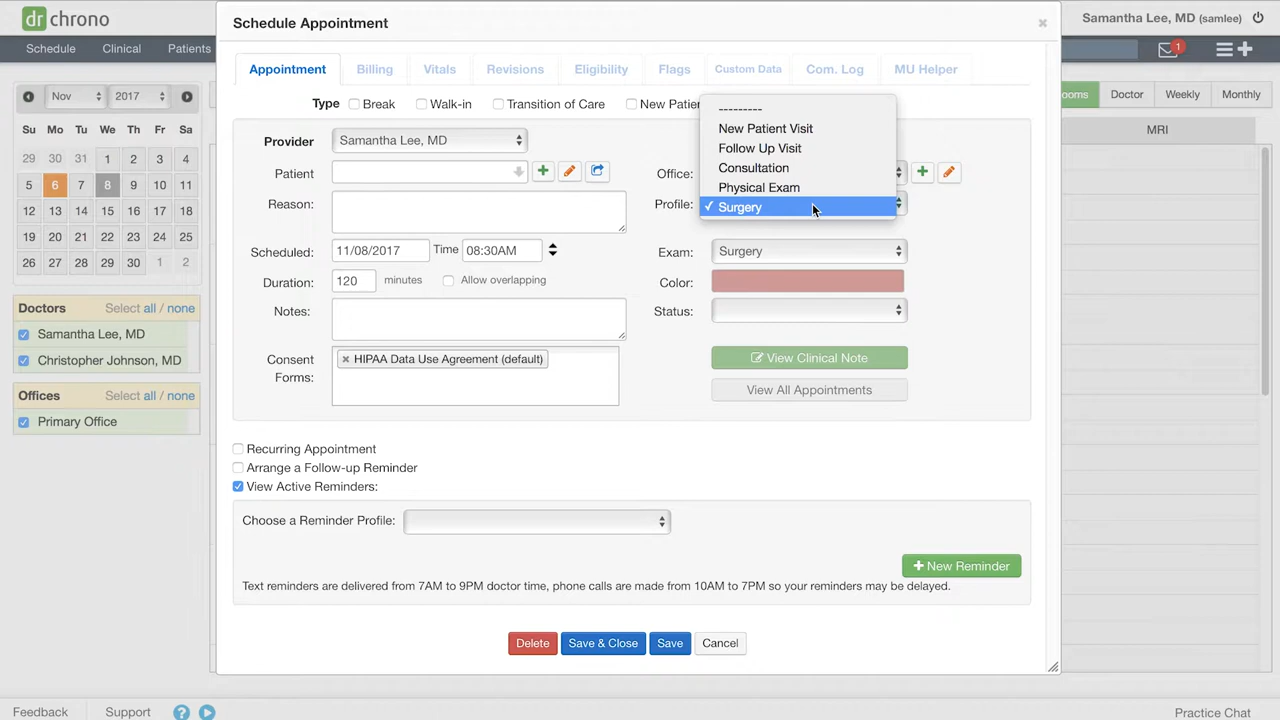 dr chrono
Samantha Lee, MD (samlee)
Schedule Clinical Patients
1
Nov 2017
Su Mo Tu We Th Fr Sa
29 30 31 1 2 3 4
5 6 7 8 9 10 11
12 13 14 15 16 17 18
19 20 21 22 23 24 25
26 27 28 29 30 1 2
Doctors Select all / none
Samantha Lee, MD
Christopher Johnson, MD
Offices Select all / none
Primary Office
Schedule Appointment
×
Appointment Billing Vitals Revisions Eligibility Flags Custom Data Com. Log MU Helper
Type Break Walk-in Transition of Care New Patien
Provider Samantha Lee, MD
Patient
Reason:
Scheduled: 11/08/2017 Time 08:30AM
Duration: 120 minutes Allow overlapping
Notes:
Consent Forms: × HIPAA Data Use Agreement (default)
Office:
Profile:
---------
New Patient Visit
Follow Up Visit
Consultation
Physical Exam
✓ Surgery
Exam: Surgery
Color:
Status:
View Clinical Note
View All Appointments
Recurring Appointment
Arrange a Follow-up Reminder
View Active Reminders:
Choose a Reminder Profile:
+ New Reminder
Text reminders are delivered from 7AM to 9PM doctor time, phone calls are made from 10AM to 7PM so your reminders may be delayed.
Delete Save & Close Save Cancel
ooms Doctor Weekly Monthly
MRI
Feedback Support ?
Practice Chat